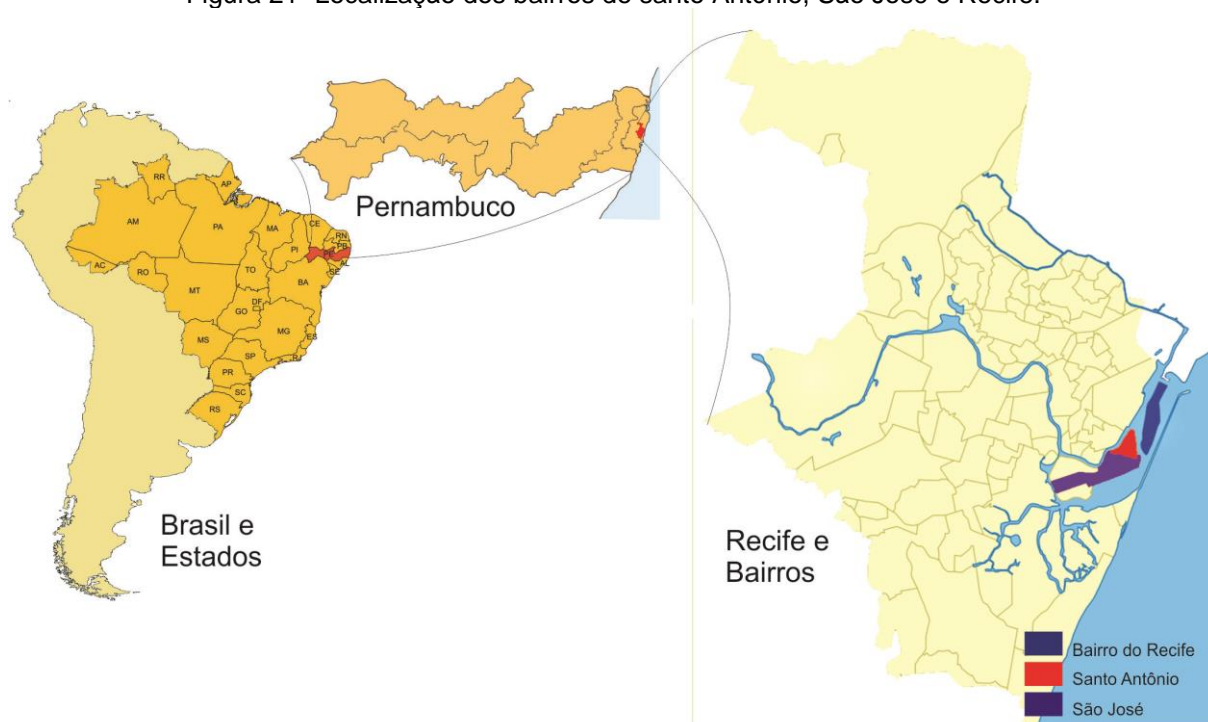 Figura 21- Localização dos bairros de santo Antônio, São José e Recife.
Pernambuco
RR
AP
AM
PA
MA
CE
RN
PB
PI
PE
AL
SE
AC
RO
TO
BA
MT
DF
GO
MG
ES
MS
SP
RJ
PR
SC
RS
Brasil e
Estados
Recife e
Bairros
Bairro do Recife
Santo Antônio
São José